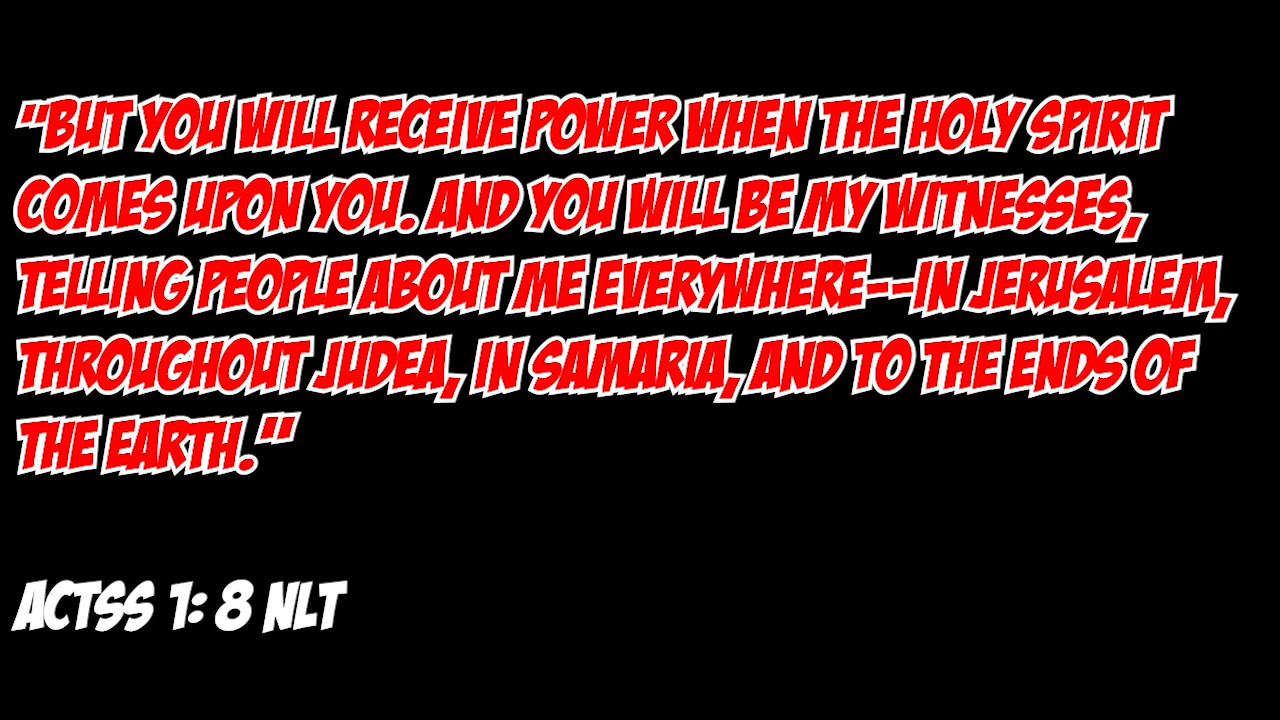 "BUT YOU WILL RECEIVE POWER WHEN THE HOLY SPIRIT
COMES UPON YOU. AND YOU WILL BE MY WITNESSES,
TELLING PEOPLE ABOUT ME EVERYWHERE--IN JERUSALEM,
THROUGHOUT JUDEA, IN SAMARIA, AND TO THE ENDS OF
THE EARTH."
ACTSS 1: 8 NLT